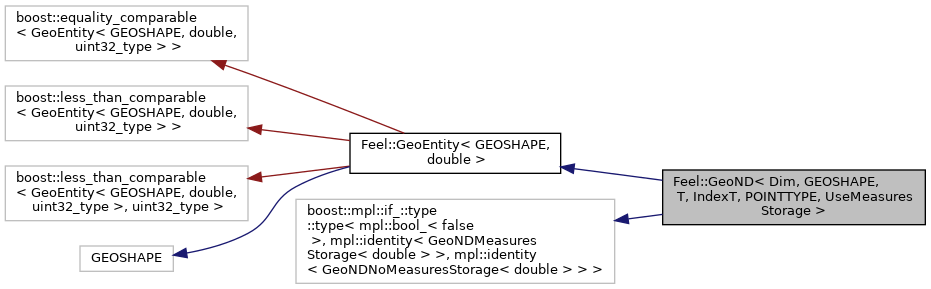 boost::equality_comparable
< GeoEntity< GEOSHAPE, double,
uint32_type > >
boost::less_than_comparable
< GeoEntity< GEOSHAPE, double,
uint32_type > >
boost::less_than_comparable
< GeoEntity< GEOSHAPE, double,
uint32_type >, uint32_type >
GEOSHAPE
Feel::GeoEntity< GEOSHAPE,
double >
boost::mpl::if_::type
::type< mpl::bool_< false
>, mpl::identity< GeoNDMeasures
Storage< double > >, mpl::identity
< GeoNDNoMeasuresStorage< double > > >
Feel::GeoND< Dim, GEOSHAPE,
T, IndexT, POINTTYPE, UseMeasures
Storage >